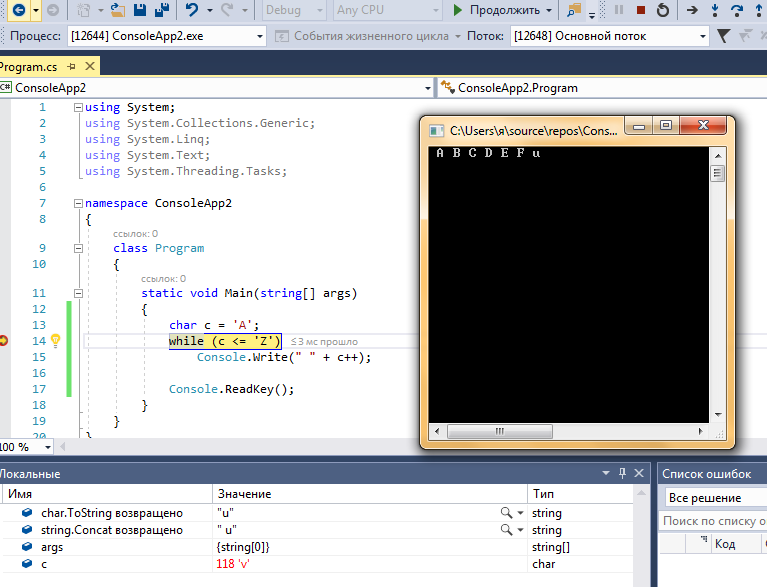 Debug Any CPU Продолжить
Процесс: [12644] ConsoleApp2.exe События жизненного цикла Поток: [12648] Основной поток
Program.cs
C# ConsoleApp2 ConsoleApp2.Program
1 using System;
2 using System.Collections.Generic;
3 using System.Linq;
4 using System.Text;
5 using System.Threading.Tasks;
6
7 namespace ConsoleApp2
8 {
ссылок: 0
9 class Program
10 {
ссылок: 0
11 static void Main(string[] args)
12 {
13 char c = 'A';
14 while (c <= 'Z') ≤3 мс прошло
15 Console.Write(" " + c++);
16
17 Console.ReadKey();
18 }
19 }
20 }
C:\Users\я\source\repos\Cons...
A B C D E F u
100 %
Локальные
Имя Значение Тип
char.ToString возвращено "u" string
string.Concat возвращено " u" string
args {string[0]} string[]
c 118 'v' char
Список ошибок
Все решение
Поиск по списку о
Код